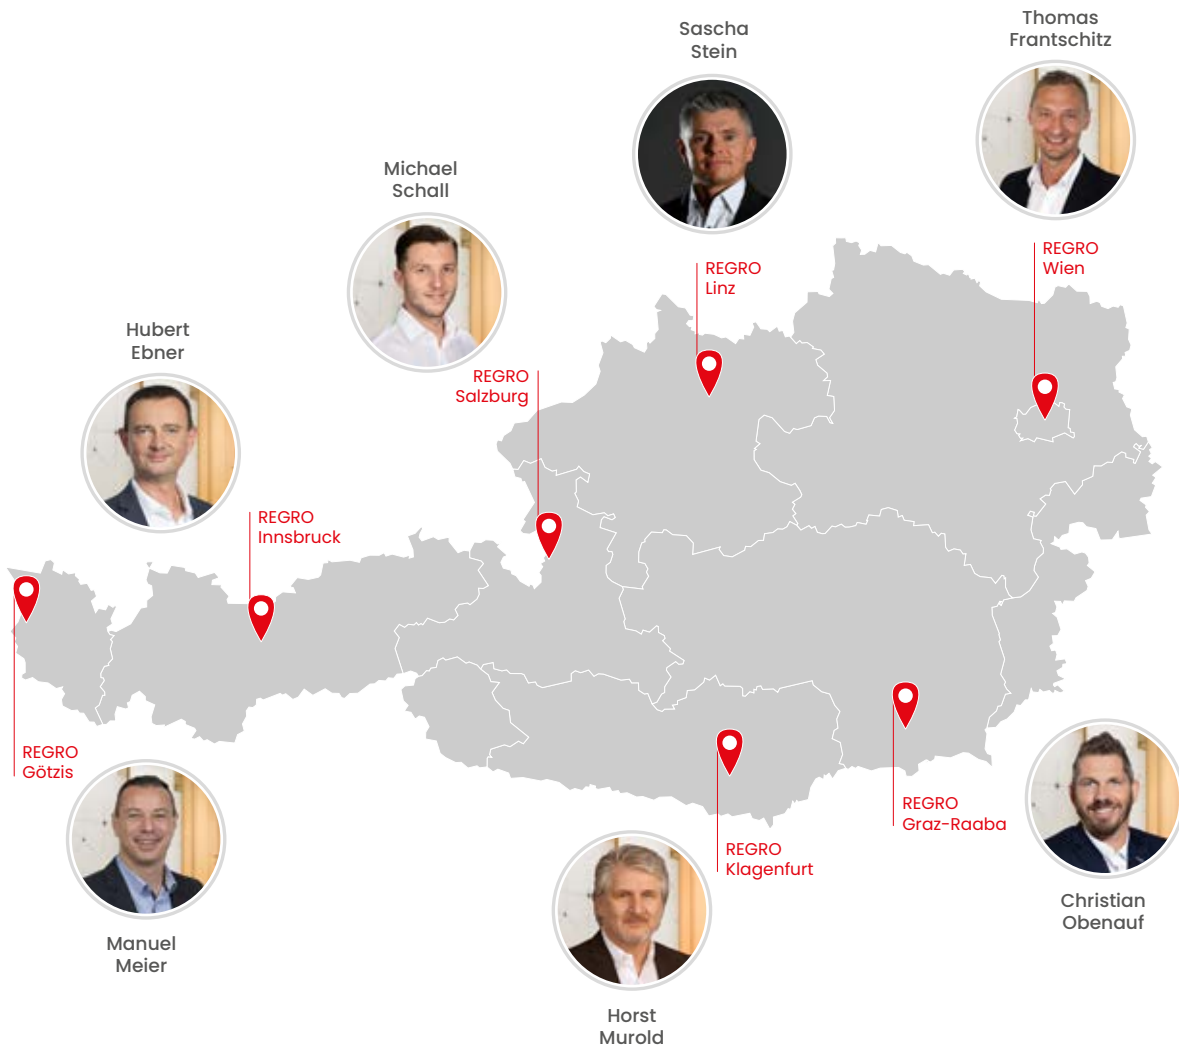 Thomas
Frantschitz
Sascha
Stein
Michael
Schall
REGRO
Wien
REGRO
Linz
Hubert
Ebner
REGRO
Salzburg
REGRO
Innsbruck
REGRO
Götzis
REGRO
Graz-Raaba
REGRO
Klagenfurt
Christian
Obenauf
Manuel
Meier
Horst
Murold